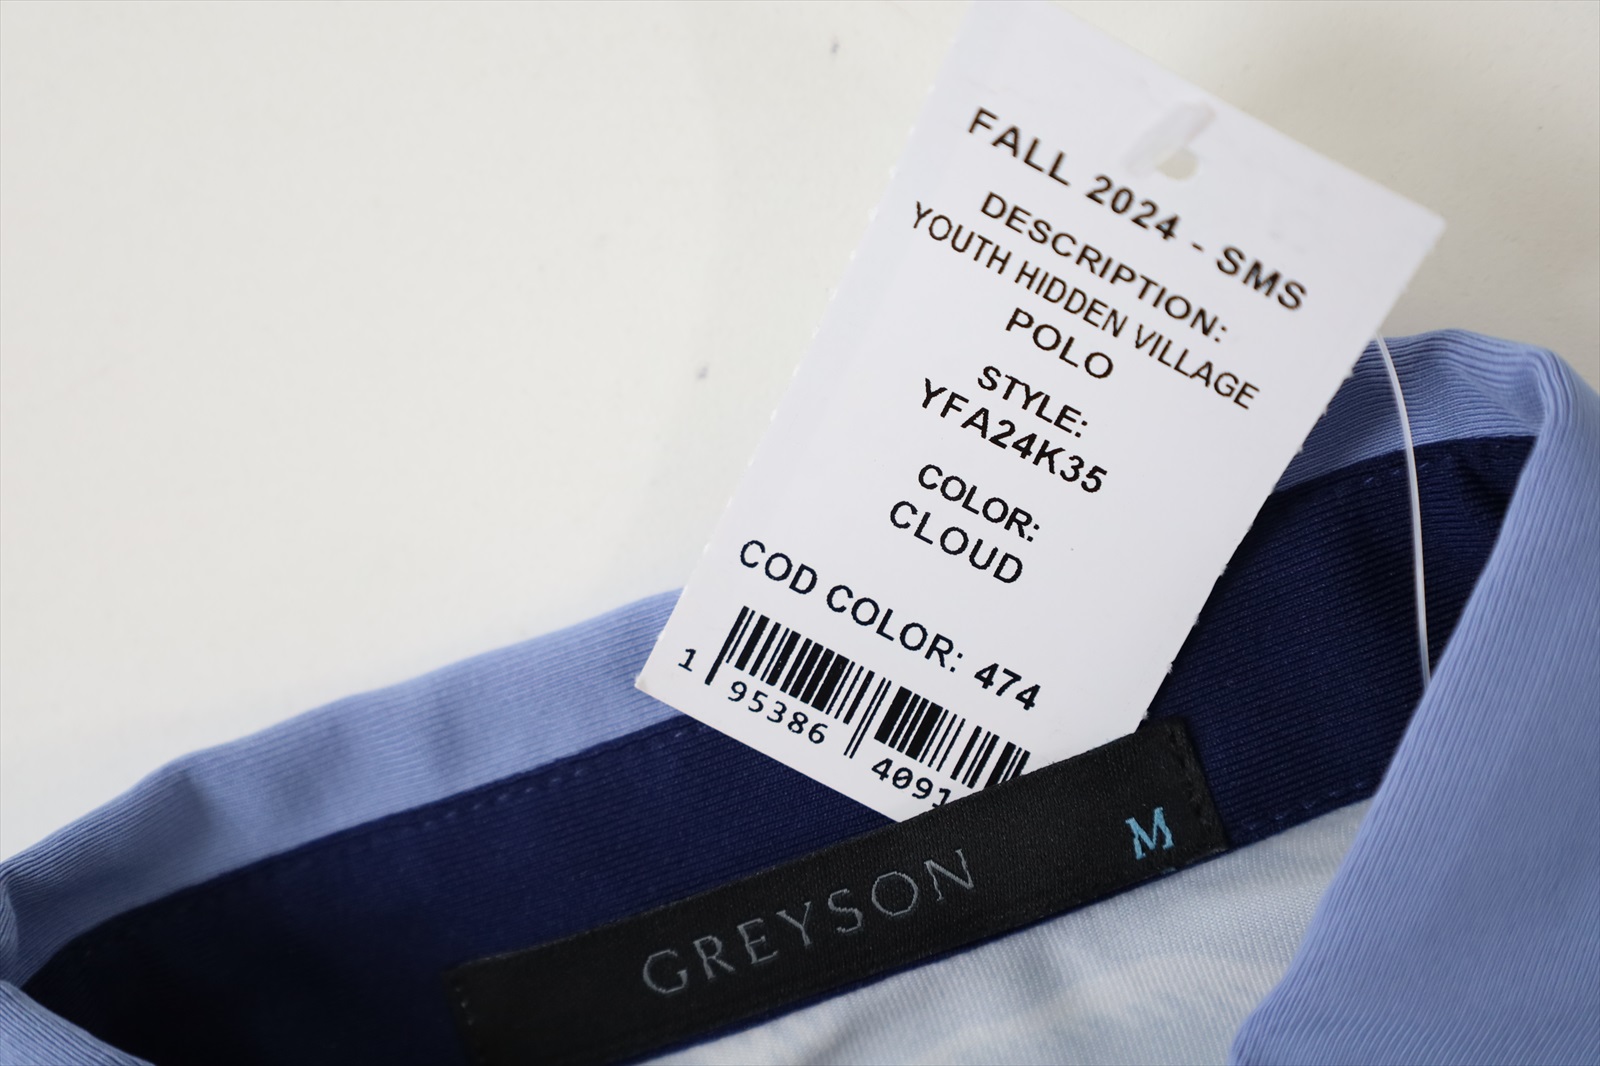 FALL 2024 - SMS
DESCRIPTION:
YOUTH HIDDEN VILLAGE
POLO
STYLE:
YFA24K35
COLOR:
CLOUD
COD COLOR: 474
1 95386 4091
GREYSON M